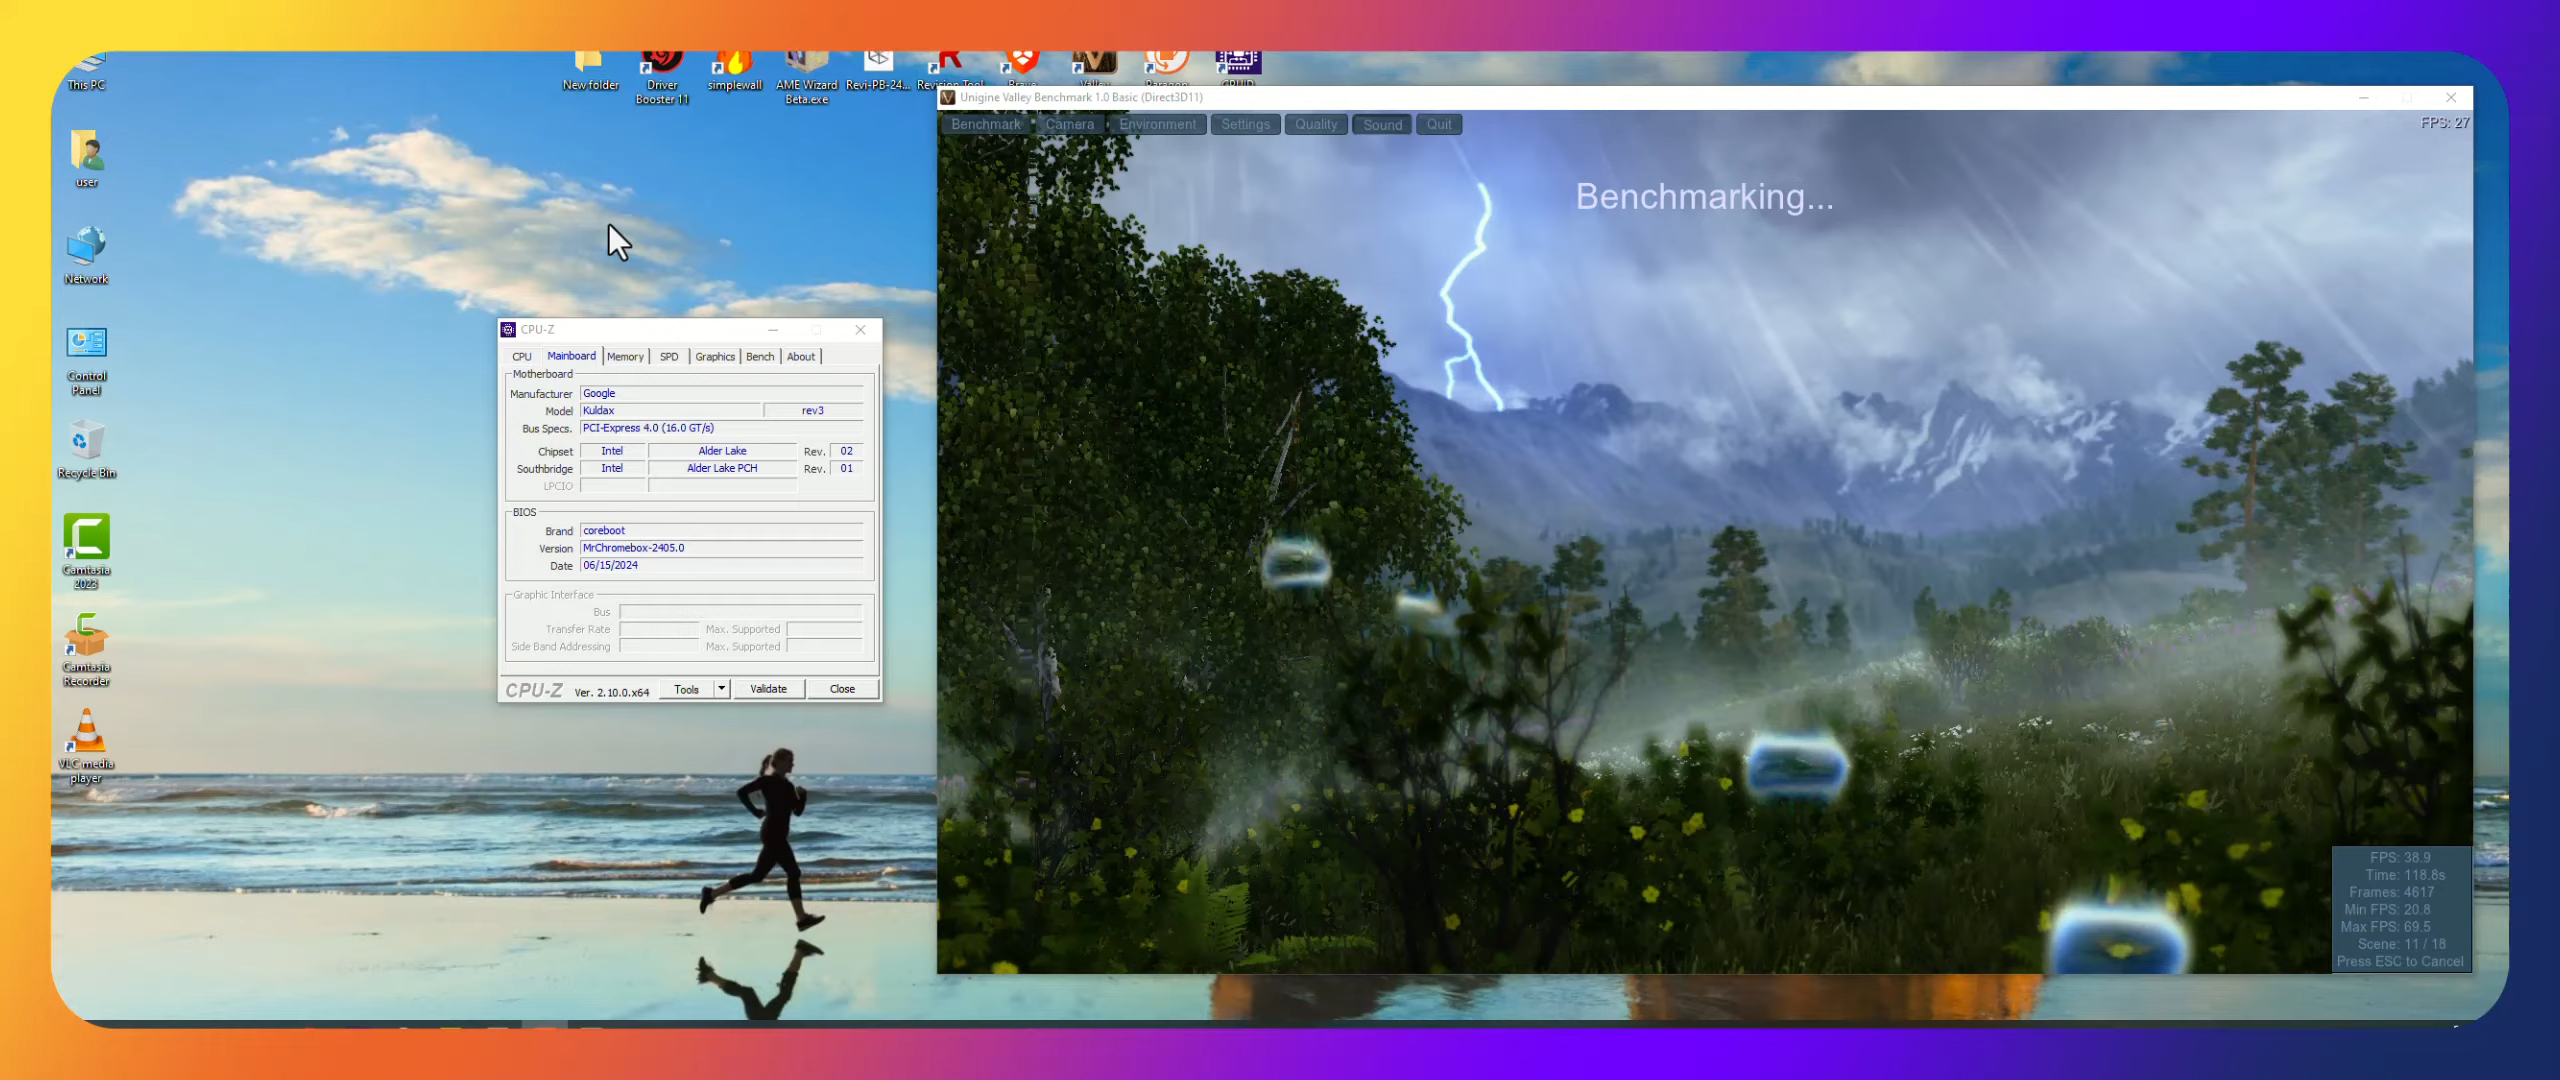 This PC
New folder
Driver
Booster 11
simplewall
AME Wizard
Beta.exe
Revi-PB-24...
Revision Tool
Brave
Valley
Paragon
CPUID
user
Network
Control
Panel
Recycle Bin
Camtasia
2023
Camtasia
Recorder
VLC media
player
CPU-Z
CPU Mainboard Memory SPD Graphics Bench About
Motherboard
Manufacturer Google
Model Kuldax rev3
Bus Specs. PCI-Express 4.0 (16.0 GT/s)
Chipset Intel Alder Lake Rev. 02
Southbridge Intel Alder Lake PCH Rev. 01
LPCIO
BIOS
Brand coreboot
Version MrChromebox-2405.0
Date 06/15/2024
Graphic Interface
Bus
Transfer Rate Max. Supported
Side Band Addressing Max. Supported
CPU-Z Ver. 2.10.0.x64 Tools Validate Close
Unigine Valley Benchmark 1.0 Basic (Direct3D11)
Benchmark Camera Environment Settings Quality Sound Quit
FPS: 27
Benchmarking...
FPS: 38.9
Time: 118.8s
Frames: 4617
Min FPS: 20.8
Max FPS: 69.5
Scene: 11 / 18
Press ESC to Cancel